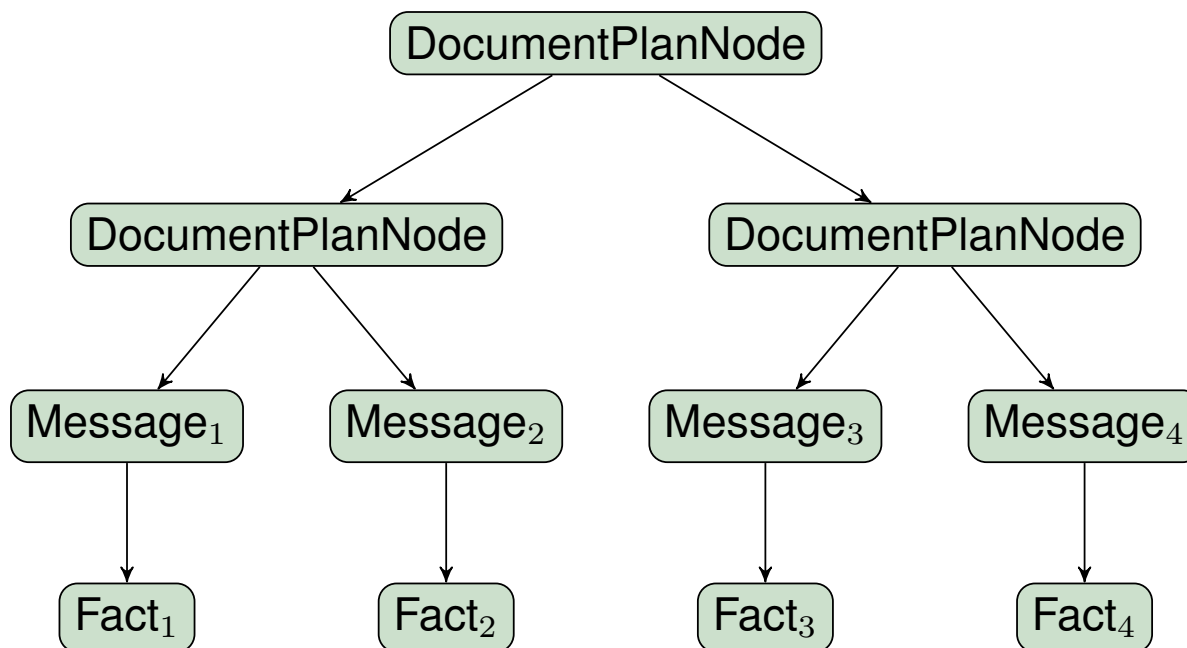 DocumentPlanNode
DocumentPlanNode DocumentPlanNode
Message₁ Message₂ Message₃ Message₄
Fact₁ Fact₂ Fact₃ Fact₄